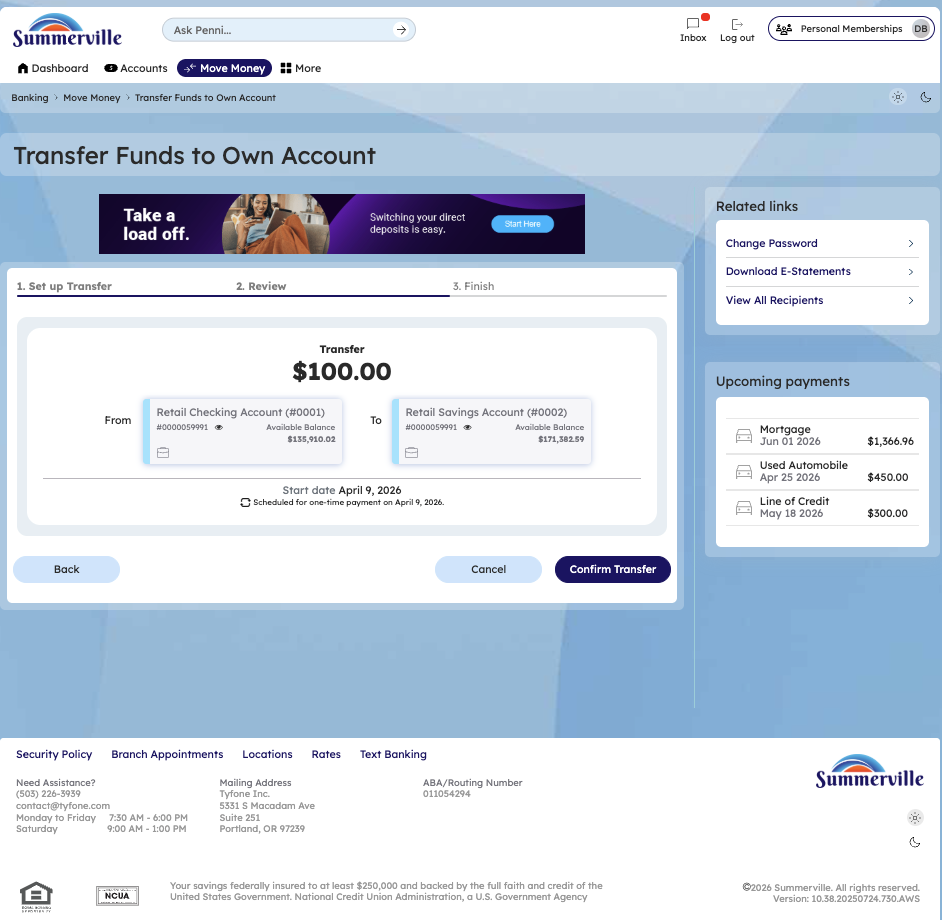 Summerville
Ask Penni...
Inbox
Log out
Personal Memberships
DB
Dashboard
Accounts
Move Money
More
Banking > Move Money > Transfer Funds to Own Account
Transfer Funds to Own Account
Take a
load off.
Switching your direct
deposits is easy.
Start Here
1. Set up Transfer
2. Review
3. Finish
Transfer
$100.00
From
Retail Checking Account (#0001)
#0000059991
Available Balance
$135,910.02
To
Retail Savings Account (#0002)
#0000059991
Available Balance
$171,382.59
Start date April 9, 2026
Scheduled for one-time payment on April 9, 2026.
Back
Cancel
Confirm Transfer
Related links
Change Password
Download E-Statements
View All Recipients
Upcoming payments
Mortgage
Jun 01 2026
$1,366.96
Used Automobile
Apr 25 2026
$450.00
Line of Credit
May 18 2026
$300.00
Security Policy
Branch Appointments
Locations
Rates
Text Banking
Need Assistance?
(503) 226-3939
contact@tyfone.com
Monday to Friday 7:30 AM - 6:00 PM
Saturday 9:00 AM - 1:00 PM
Mailing Address
Tyfone Inc.
5331 S Macadam Ave
Suite 251
Portland, OR 97239
ABA/Routing Number
011054294
Summerville
NCUA
Your savings federally insured to at least $250,000 and backed by the full faith and credit of the
United States Government. National Credit Union Administration, a U.S. Government Agency
©2026 Summerville. All rights reserved.
Version: 10.38.20250724.730.AWS